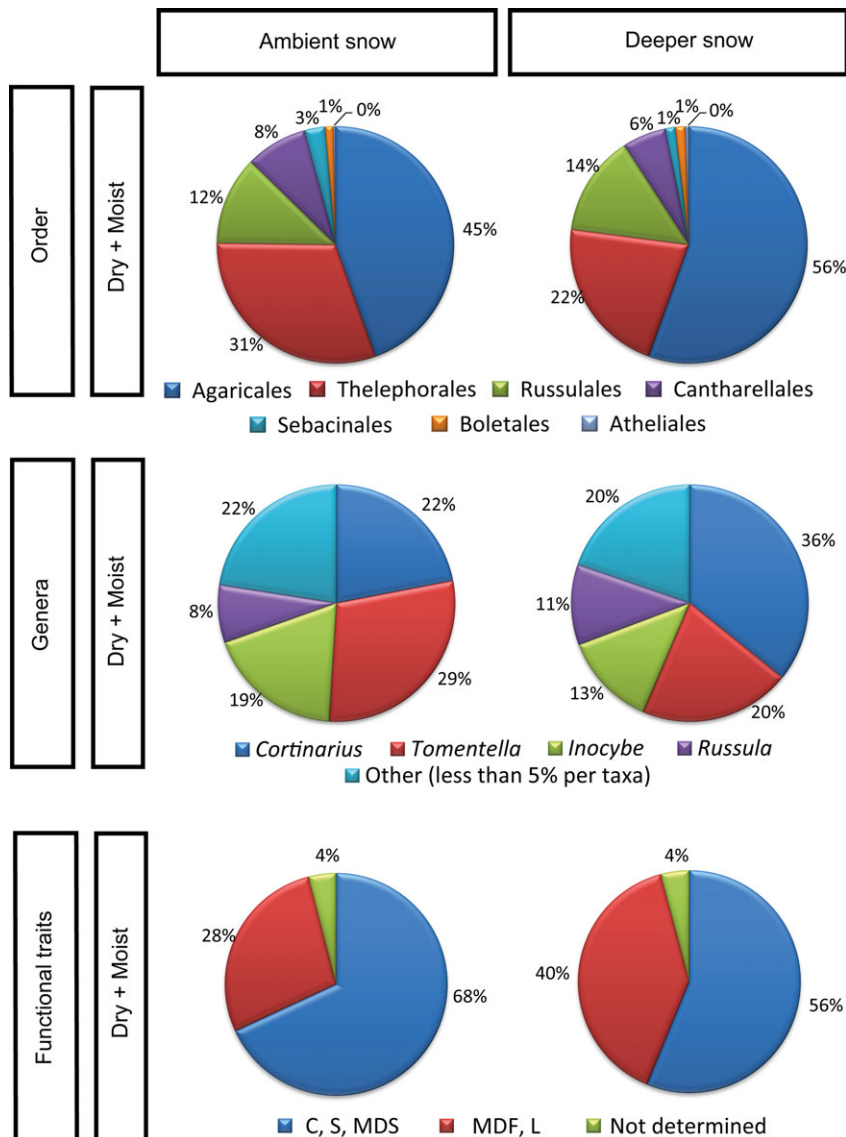 Ambient snow
Deeper snow
Order
Dry + Moist
45%
31%
12%
8%
3%
1%
0%
56%
22%
14%
6%
1%
1%
0%
Agaricales Thelephorales Russulales Cantharellales
Sebacinales Boletales Atheliales
Genera
Dry + Moist
22%
29%
19%
8%
22%
36%
20%
13%
11%
20%
Cortinarius Tomentella Inocybe Russula
Other (less than 5% per taxa)
Functional traits
Dry + Moist
68%
28%
4%
56%
40%
4%
C, S, MDS MDF, L Not determined